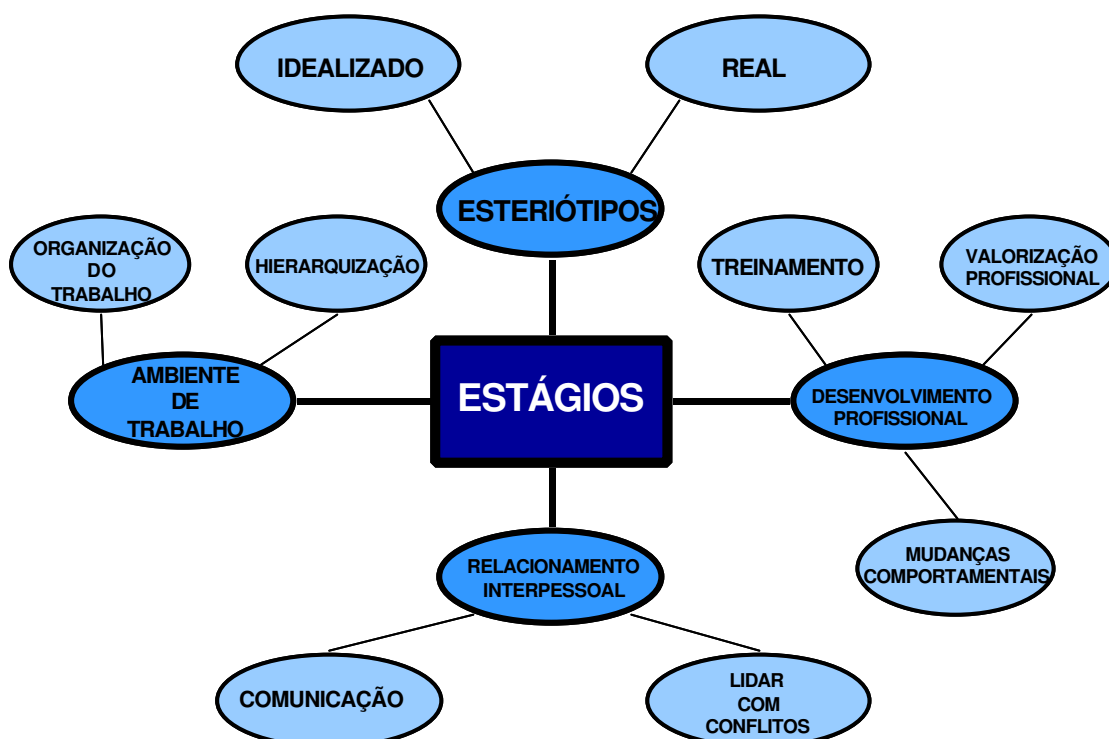 IDEALIZADO
REAL
ESTERIÓTIPOS
ORGANIZAÇÃO
DO
TRABALHO
HIERARQUIZAÇÃO
TREINAMENTO
VALORIZAÇÃO
PROFISSIONAL
AMBIENTE
DE
TRABALHO
ESTÁGIOS
DESENVOLVIMENTO
PROFISSIONAL
RELACIONAMENTO
INTERPESSOAL
MUDANÇAS
COMPORTAMENTAIS
COMUNICAÇÃO
LIDAR
COM
CONFLITOS